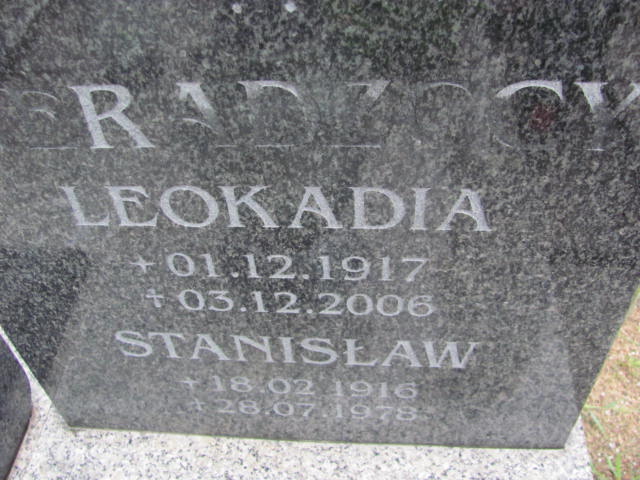 LEOKADIA
+ 01.12.1917
✝ 03.12.2006
STANISŁAW
+ 18.02.1916
+ 28.07.1978